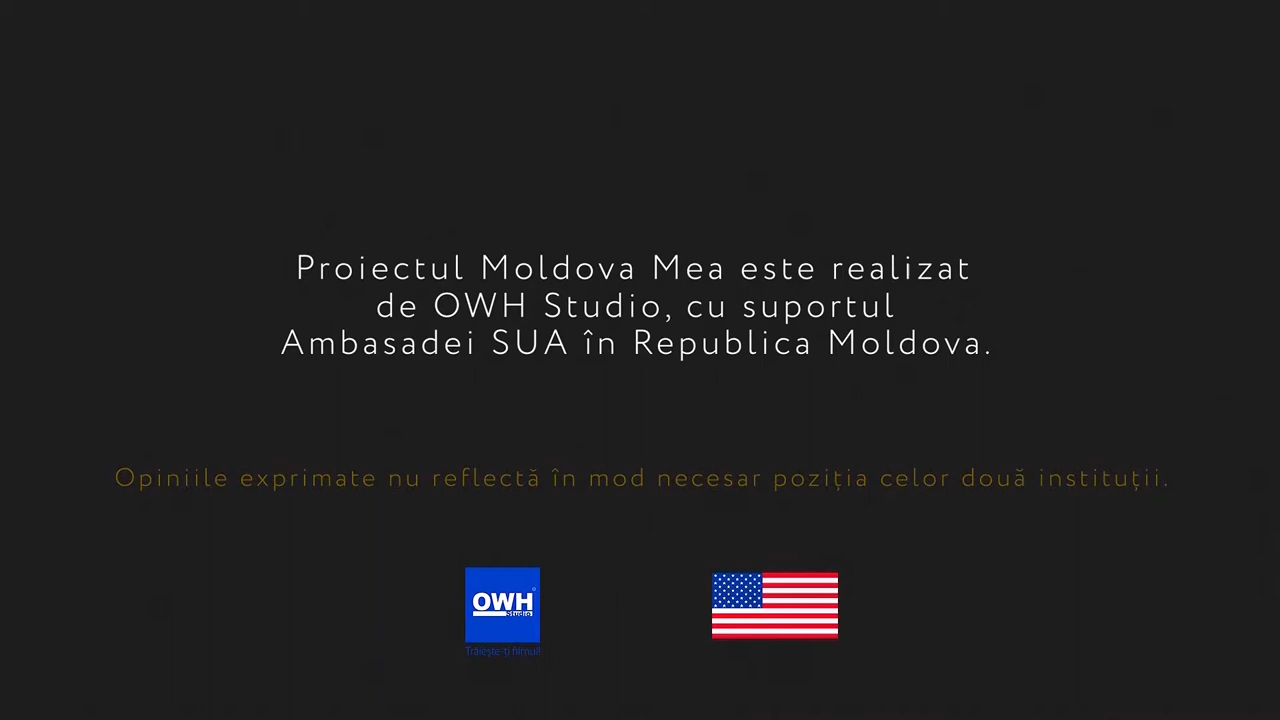 Proiectul Moldova Mea este realizat
de OWH Studio, cu suportul
Ambasadei SUA în Republica Moldova.
Opiniile exprimate nu reflectă în mod necesar poziția celor două instituții.
OWH
Studio
Trăiește-ți filmul!